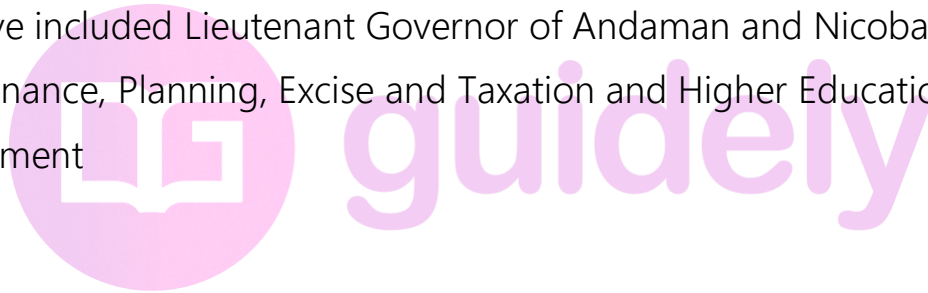 ve included Lieutenant Governor of Andaman and Nicoba
nance, Planning, Excise and Taxation and Higher Educatio
ment
guidely